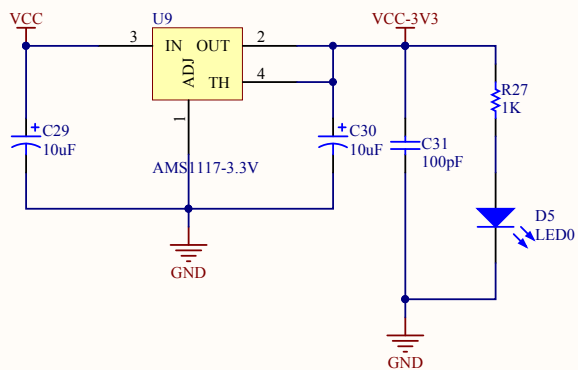 VCC
U9
VCC-3V3
3
IN
OUT
2
ADJ
TH
4
1
R27
1K
C29
10uF
C30
10uF
C31
100pF
AMS1117-3.3V
D5
LED0
GND
GND